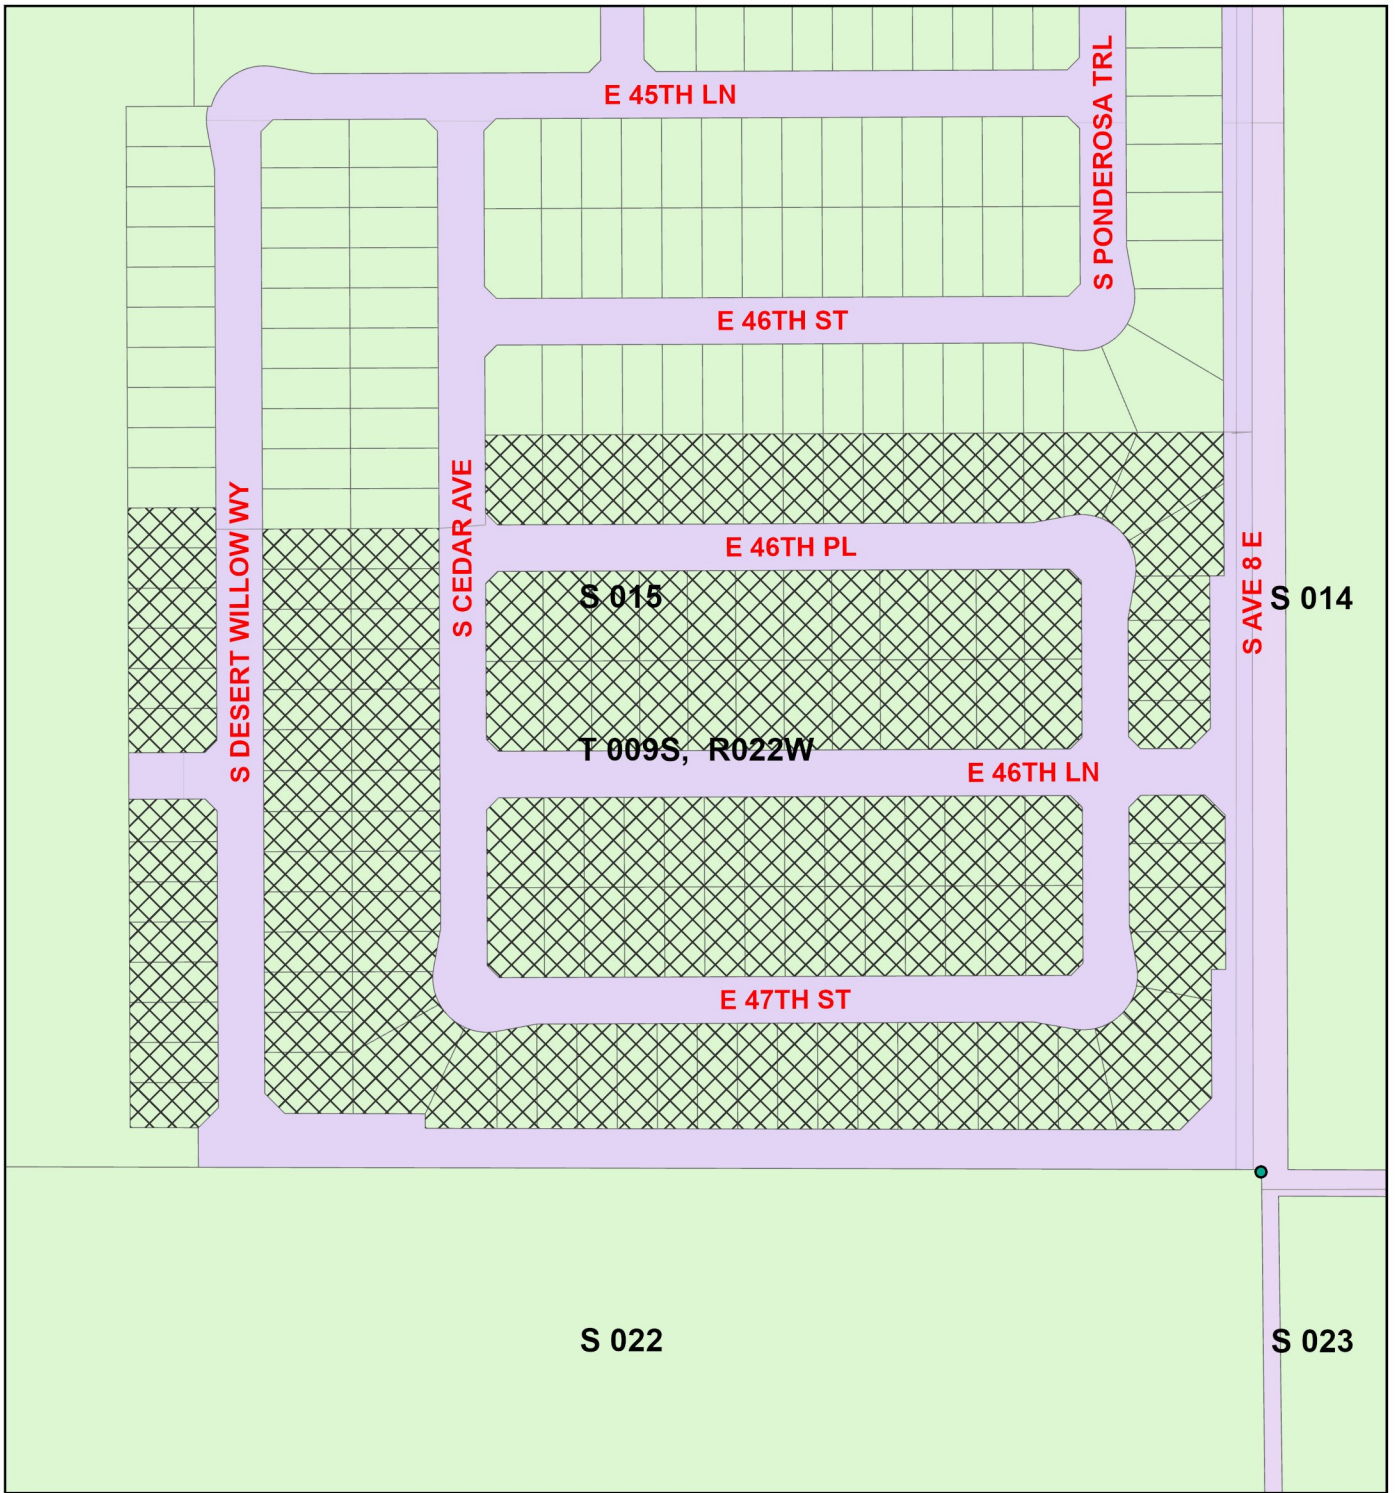 E 45TH LN
S PONDEROSA TRL
E 46TH ST
S CEDAR AVE
S DESERT WILLOW WY
E 46TH PL
S AVE 8 E
S 015
S 014
T 009S, R022W
E 46TH LN
E 47TH ST
S 022
S 023